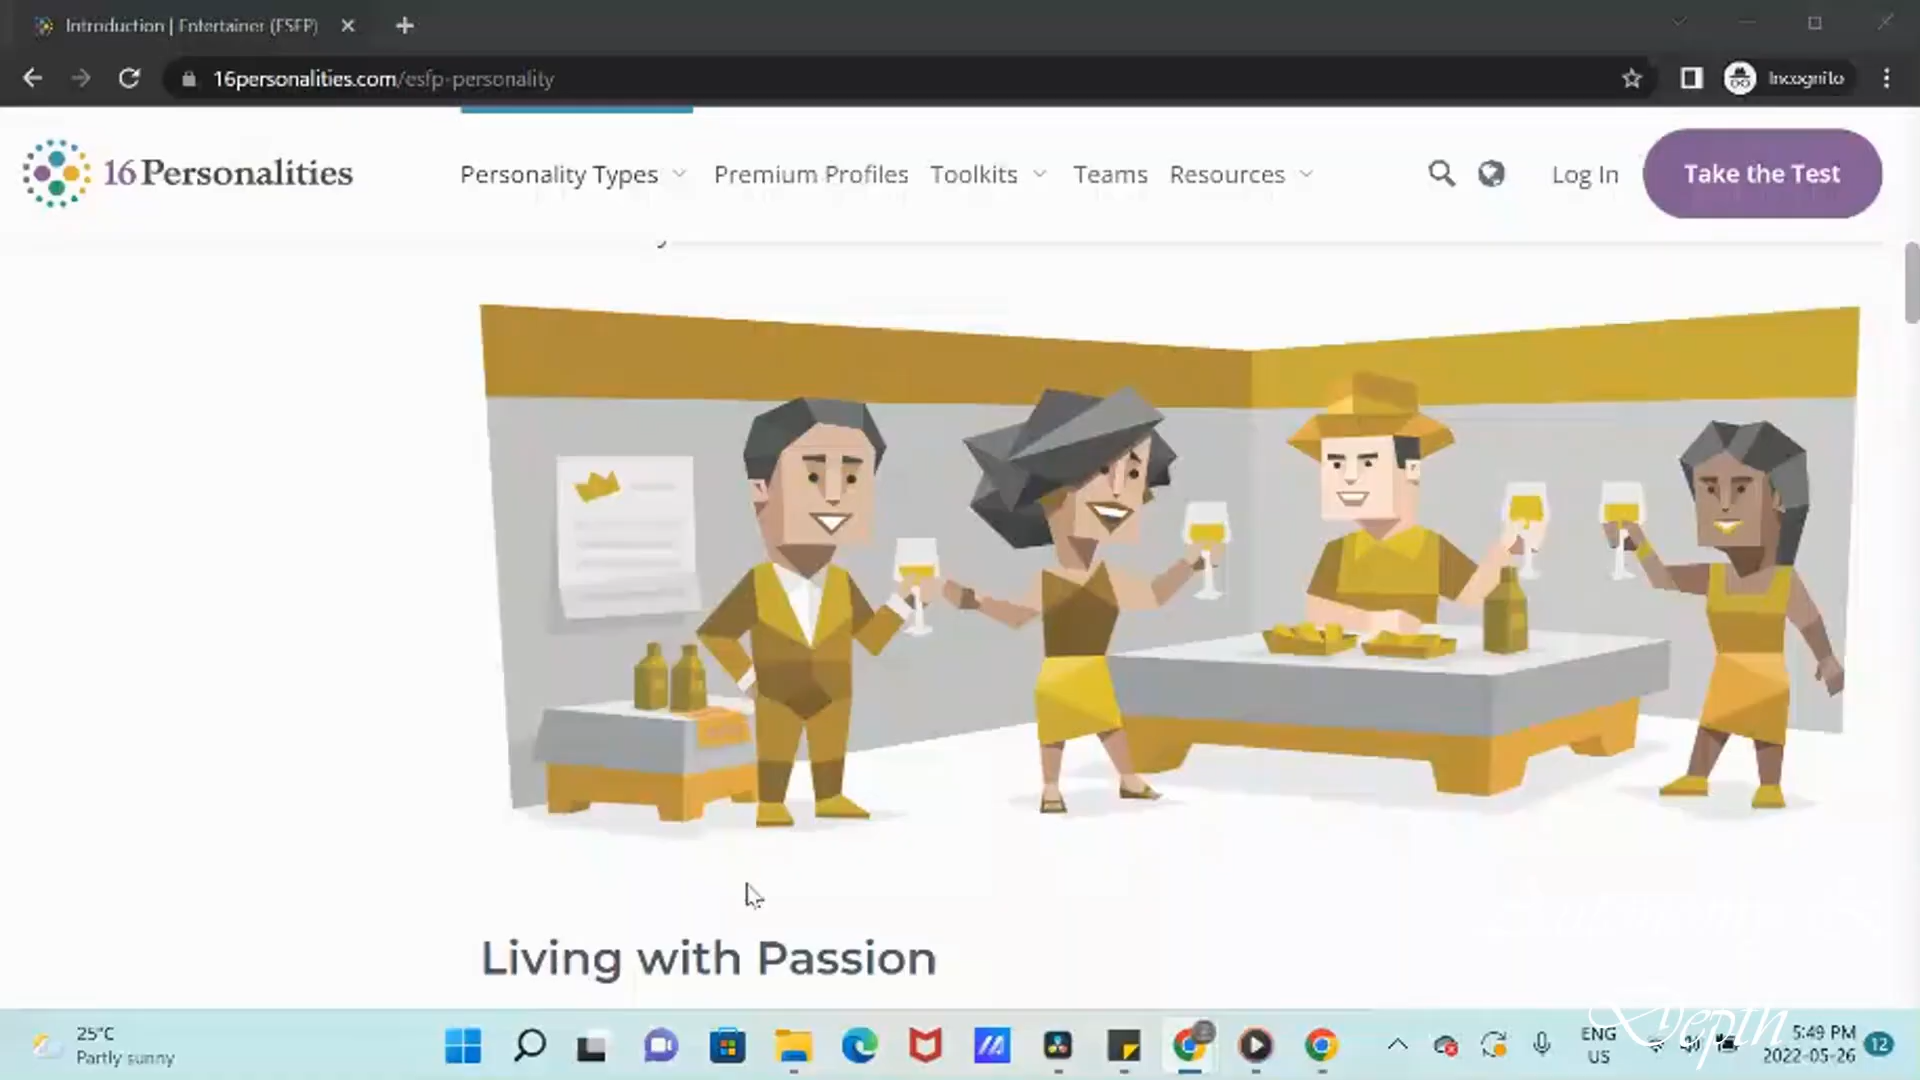 Introduction | Entertainer (ESFP)
16personalities.com/esfp-personality
Incognito
16Personalities
Personality Types
Premium Profiles
Toolkits
Teams
Resources
Log In
Take the Test
Living with Passion
25°C
Partly sunny
ENG
US
5:49 PM
2022-05-26
12